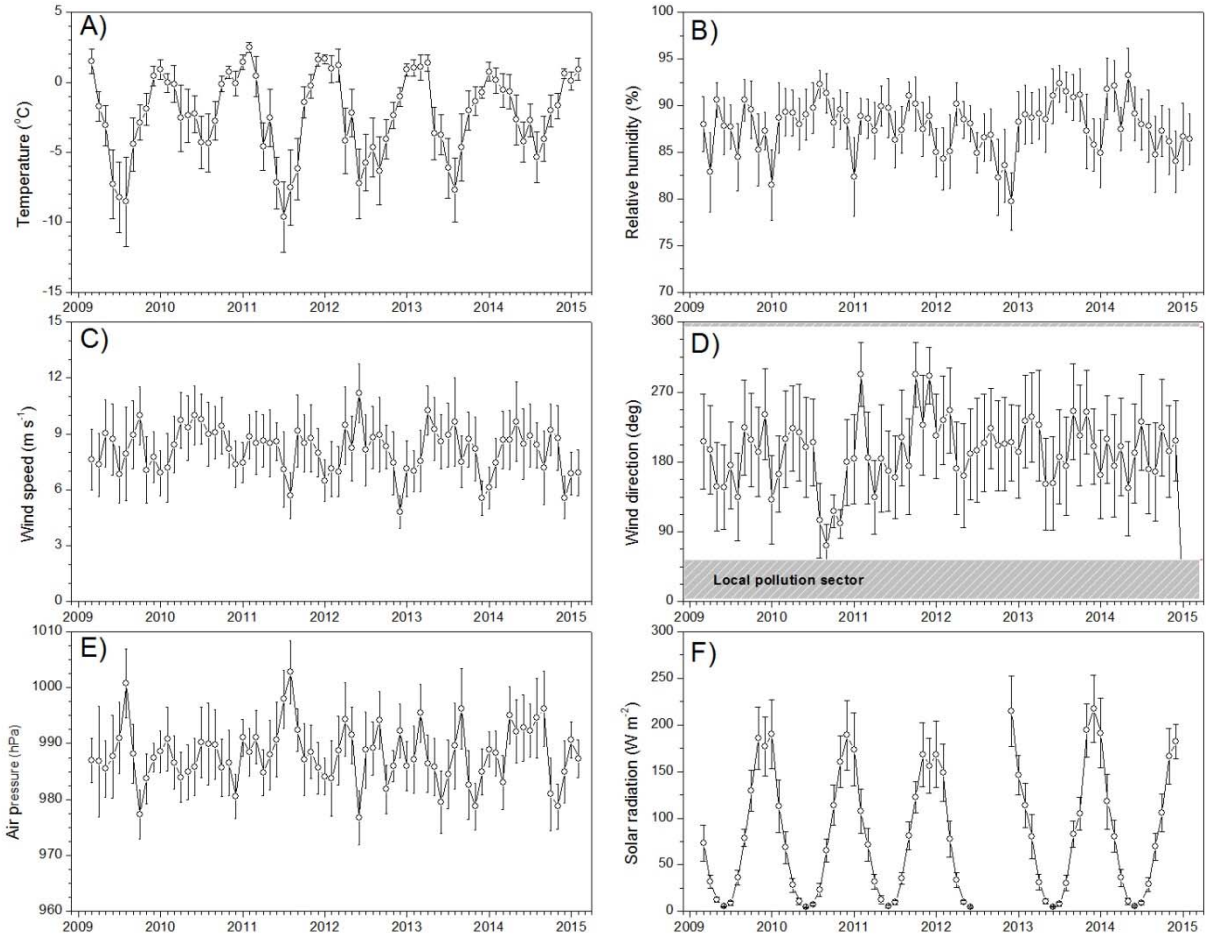 A)
Temperature (°C)
5
0
-5
-10
-15
2009 2010 2011 2012 2013 2014 2015
B)
Relative humidity (%)
100
95
90
85
80
75
70
2009 2010 2011 2012 2013 2014 2015
C)
Wind speed (m s⁻¹)
15
12
9
6
3
0
2009 2010 2011 2012 2013 2014 2015
D)
Wind direction (deg)
360
270
180
90
0
Local pollution sector
2009 2010 2011 2012 2013 2014 2015
E)
Air pressure (hPa)
1010
1000
990
980
970
960
2009 2010 2011 2012 2013 2014 2015
F)
Solar radiation (W m⁻²)
300
250
200
150
100
50
0
2009 2010 2011 2012 2013 2014 2015